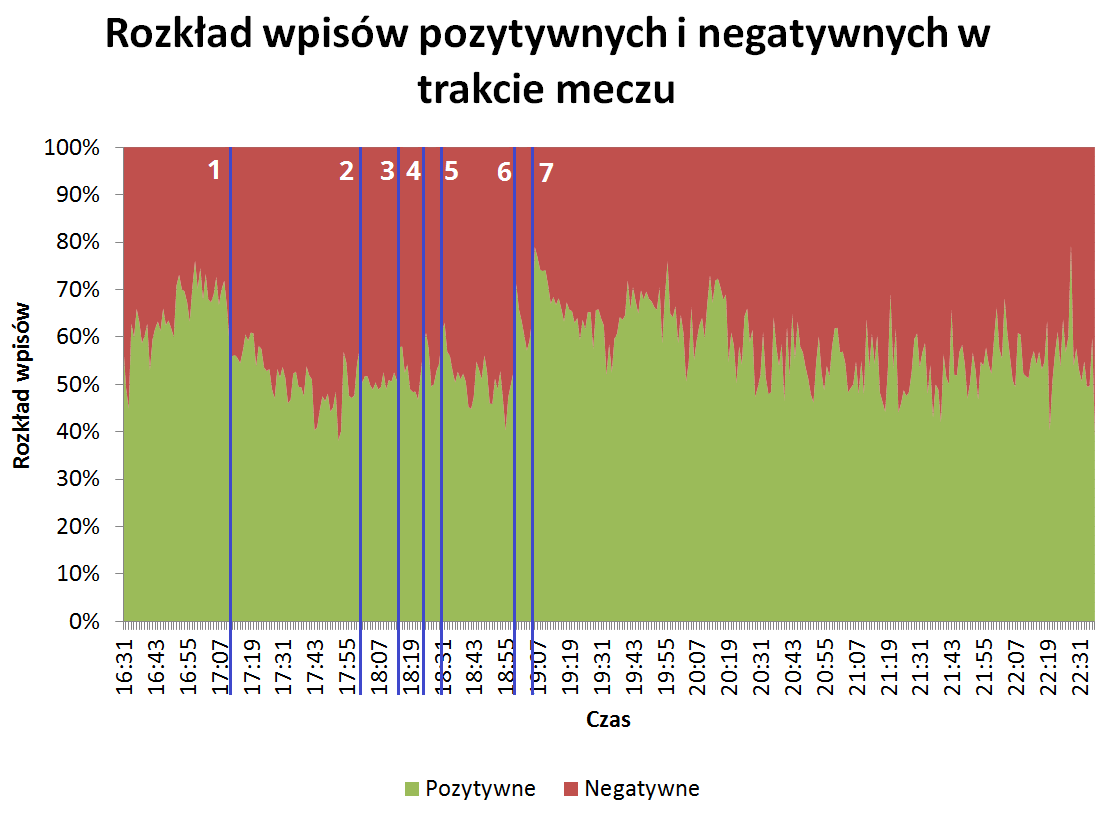 Rozkład wpisów pozytywnych i negatywnych w
trakcie meczu
Rozkład wpisów
100%
90%
80%
70%
60%
50%
40%
30%
20%
10%
0%
1 2 3 4 5 6 7
16:31 16:43 16:55 17:07 17:19 17:31 17:43 17:55 18:07 18:19 18:31 18:43 18:55 19:07 19:19 19:31 19:43 19:55 20:07 20:19 20:31 20:43 20:55 21:07 21:19 21:31 21:43 21:55 22:07 22:19 22:31
Czas
Pozytywne Negatywne